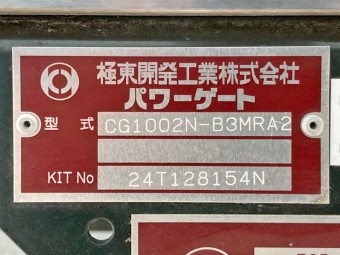 極東開発工業株式会社
パワーゲート
型 式 CG1002N-B3MRA2
KIT No 24T128154N